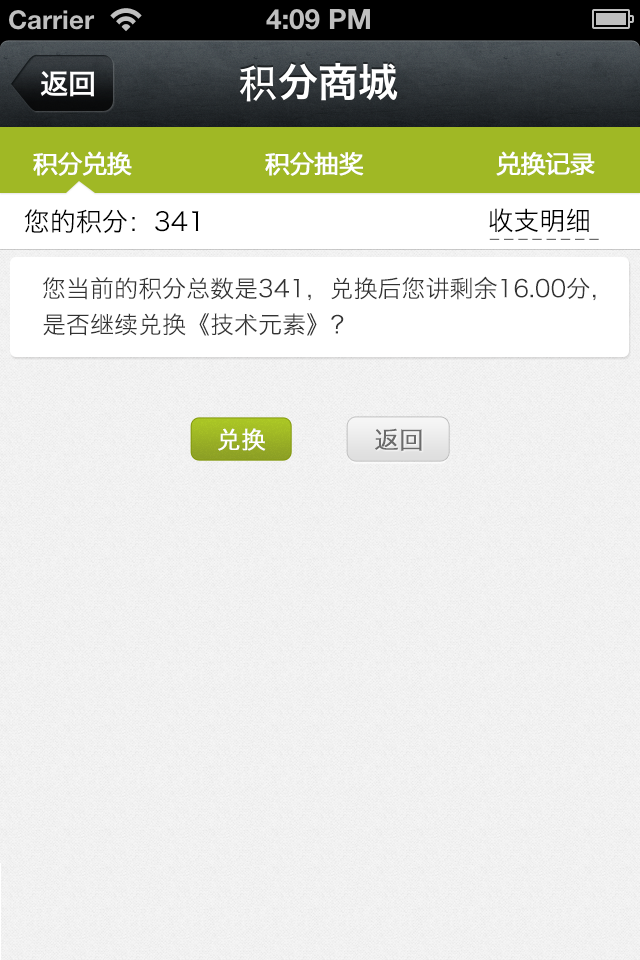 Carrier 4:09 PM
返回 积分商城
积分兑换 积分抽奖 兑换记录
您的积分：341 收支明细
您当前的积分总数是341，兑换后您讲剩余16.00分，
是否继续兑换《技术元素》？
兑换 返回